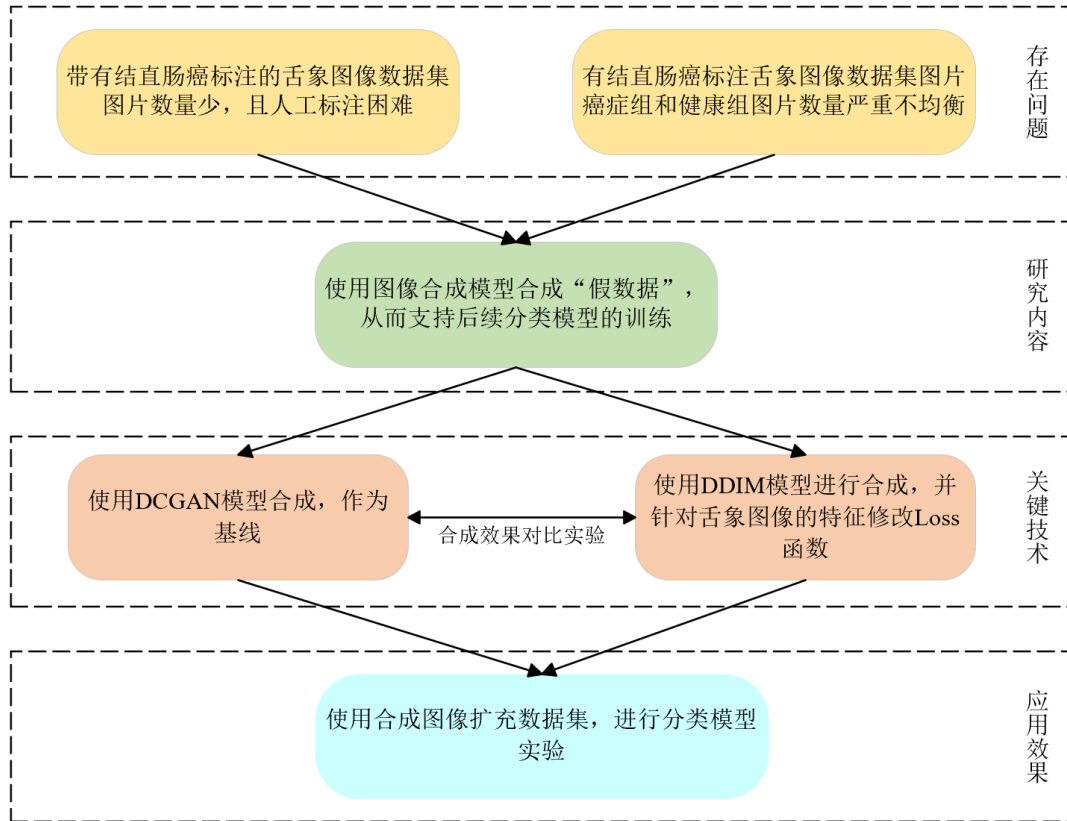 带有结直肠癌标注的舌象图像数据集
图片数量少，且人工标注困难
有结直肠癌标注舌象图像数据集图片
癌症组和健康组图片数量严重不均衡
存在问题
使用图像合成模型合成“假数据”，
从而支持后续分类模型的训练
研究内容
使用DCGAN模型合成，作为
基线
合成效果对比实验
使用DDIM模型进行合成，并
针对舌象图像的特征修改Loss
函数
关键技术
使用合成图像扩充数据集，进行分类模型
实验
应用效果